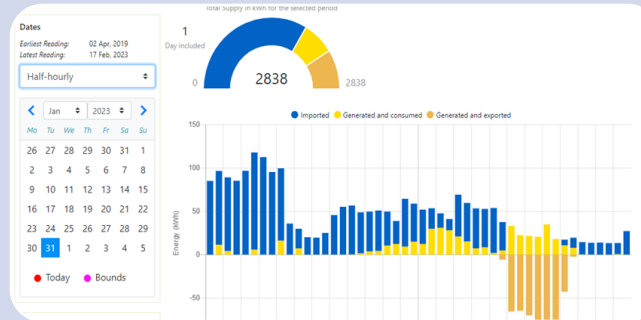 Total Supply in kWh for the selected period
Dates
Earliest Reading: 02 Apr, 2019
Latest Reading: 17 Feb, 2023
Half-hourly
Jan 2023
Mo Tu We Th Fr Sa Su
26 27 28 29 30 31 1
2 3 4 5 6 7 8
9 10 11 12 13 14 15
16 17 18 19 20 21 22
23 24 25 26 27 28 29
30 31 1 2 3 4 5
Today Bounds
1
Day included
0
2838
2838
Imported Generated and consumed Generated and exported
Energy (kWh)
150
100
50
0
-50